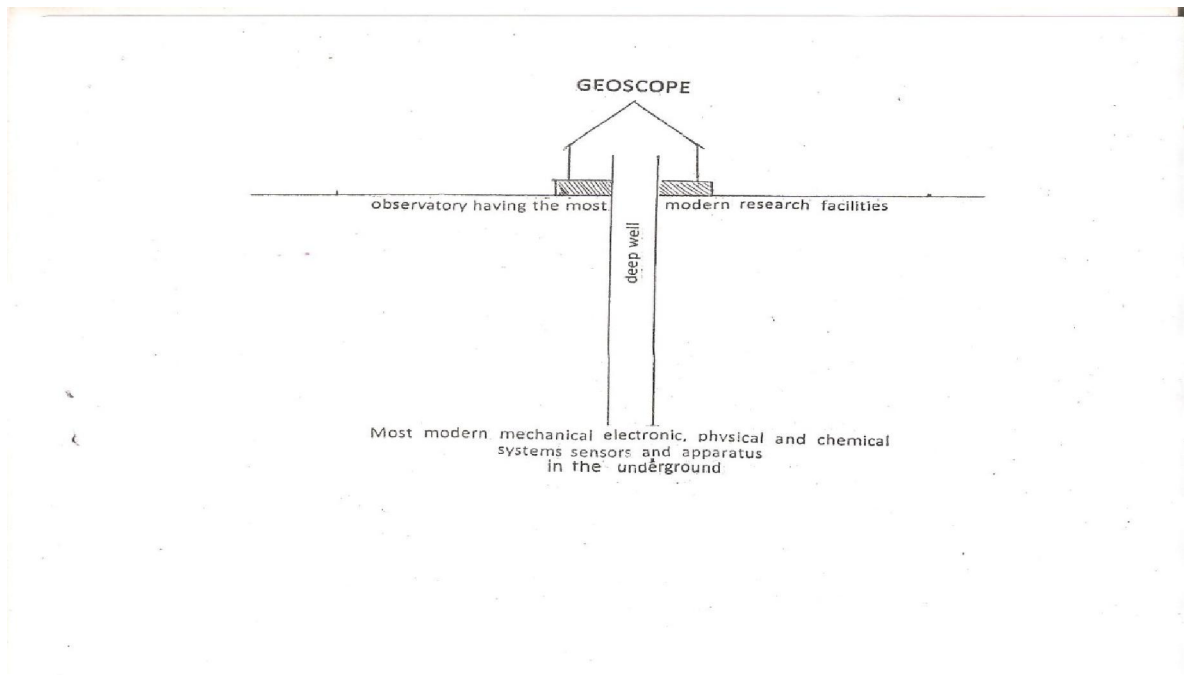 GEOSCOPE
observatory having the most modern research facilities
deep well
Most modern mechanical electronic, physical and chemical
systems sensors and apparatus
in the underground